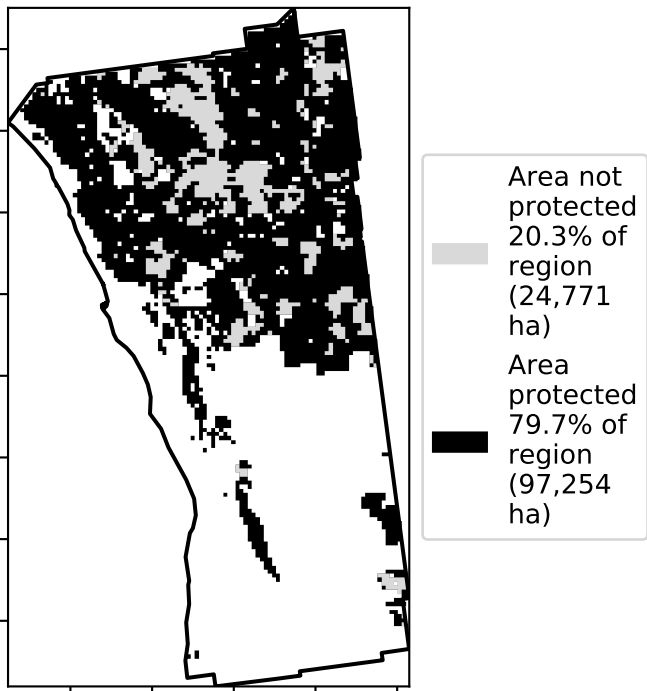 Area not
protected
20.3% of
region
(24,771
ha)
Area
protected
79.7% of
region
(97,254
ha)